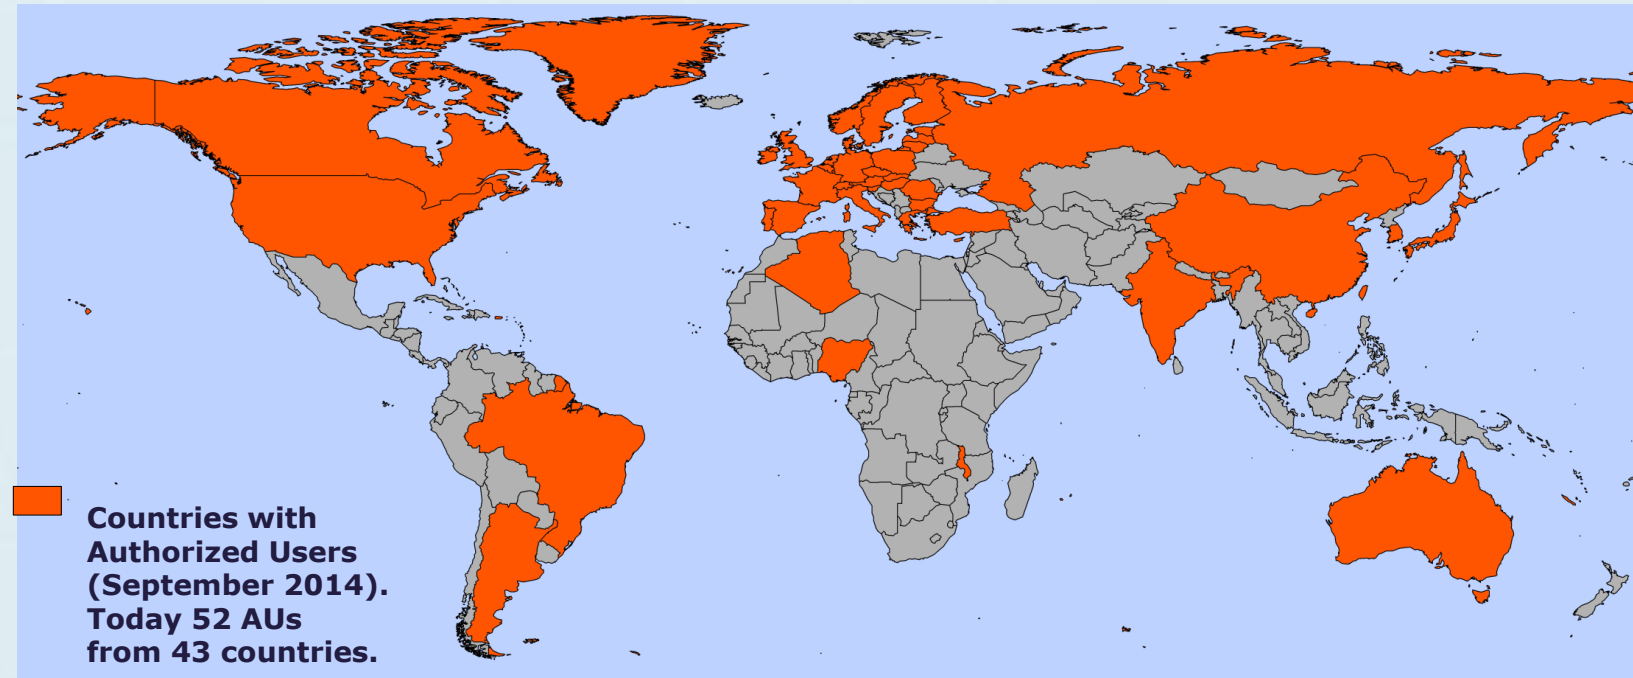 Countries with
Authorized Users
(September 2014).
Today 52 AUs
from 43 countries.